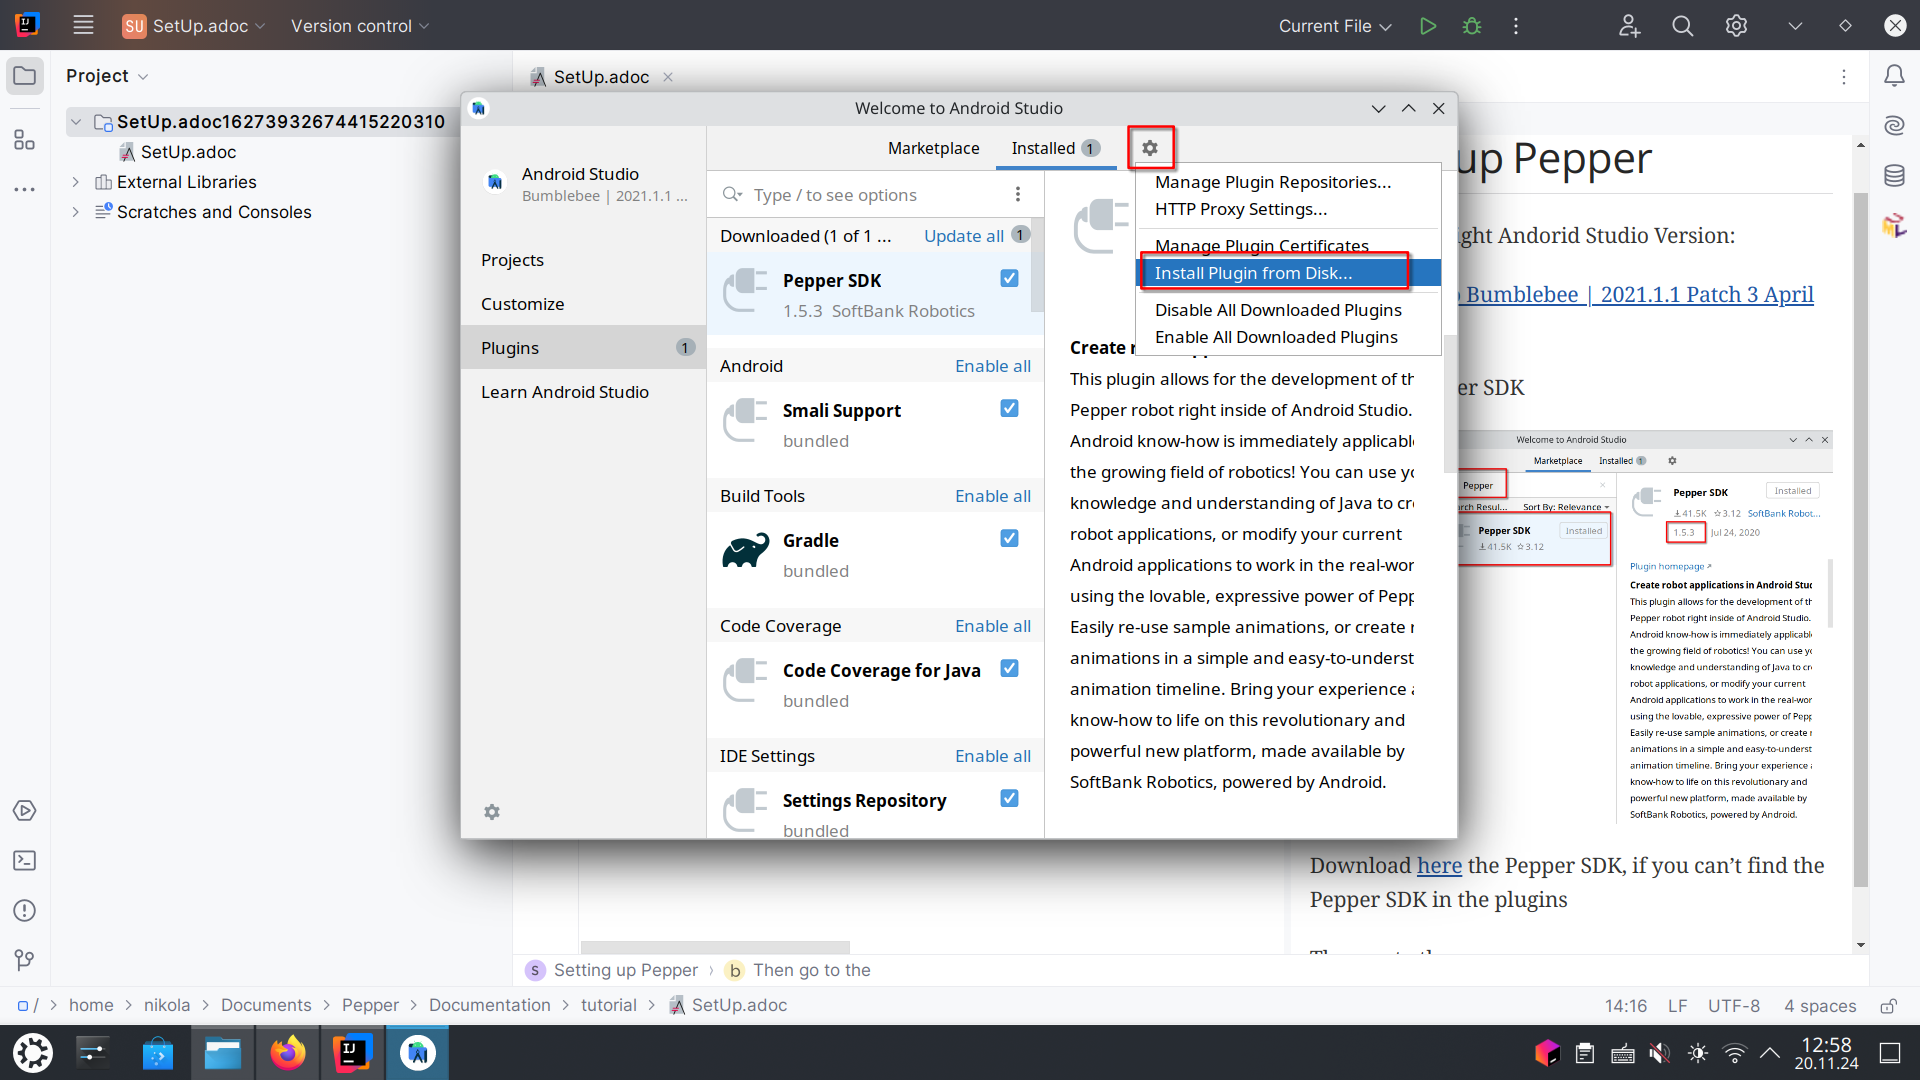 SU SetUp.adoc
Version control
Current File
Project
SetUp.adoc
SetUp.adoc16273932674415220310
SetUp.adoc
External Libraries
Scratches and Consoles
Welcome to Android Studio
Android Studio
Bumblebee | 2021.1.1 ...
Projects
Customize
Plugins 1
Learn Android Studio
Marketplace
Installed 1
Type / to see options
Downloaded (1 of 1 ... Update all 1
Pepper SDK
1.5.3 SoftBank Robotics
Android Enable all
Smali Support
bundled
Build Tools Enable all
Gradle
bundled
Code Coverage Enable all
Code Coverage for Java
bundled
IDE Settings Enable all
Settings Repository
bundled
Manage Plugin Repositories...
HTTP Proxy Settings...
Manage Plugin Certificates
Install Plugin from Disk...
Disable All Downloaded Plugins
Enable All Downloaded Plugins
Create
This plugin allows for the development of th
Pepper robot right inside of Android Studio.
Android know-how is immediately applicable
the growing field of robotics! You can use yo
knowledge and understanding of Java to cr
robot applications, or modify your current
Android applications to work in the real-wor
using the lovable, expressive power of Pepp
Easily re-use sample animations, or create r
animations in a simple and easy-to-underst
animation timeline. Bring your experience a
know-how to life on this revolutionary and
powerful new platform, made available by
SoftBank Robotics, powered by Android.
up Pepper
ght Andorid Studio Version:
Bumblebee | 2021.1.1 Patch 3 April
er SDK
Welcome to Android Studio
Marketplace Installed 1
Pepper
rch Resul... Sort By: Relevance
Pepper SDK Installed
41.5K 3.12
Pepper SDK Installed
41.5K 3.12 SoftBank Robot...
1.5.3 Jul 24, 2020
Plugin homepage
Create robot applications in Android Stud
This plugin allows for the development of th
Pepper robot right inside of Android Studio.
Android know-how is immediately applicable
the growing field of robotics! You can use yo
knowledge and understanding of Java to cr
robot applications, or modify your current
Android applications to work in the real-wor
using the lovable, expressive power of Pepp
Easily re-use sample animations, or create r
animations in a simple and easy-to-underst
animation timeline. Bring your experience a
know-how to life on this revolutionary and
powerful new platform, made available by
SoftBank Robotics, powered by Android.
Download here the Pepper SDK, if you can’t find the
Pepper SDK in the plugins
S Setting up Pepper › b Then go to the
/ > home > nikola > Documents > Pepper > Documentation > tutorial > SetUp.adoc
14:16 LF UTF-8 4 spaces
12:58
20.11.24